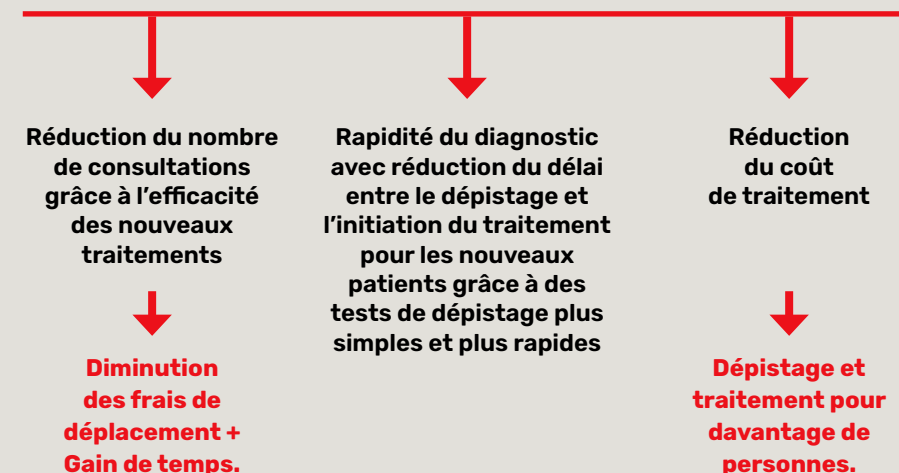 Réduction du nombre
de consultations
grâce à l’efficacité
des nouveaux
traitements
Diminution
des frais de
déplacement +
Gain de temps.
Rapidité du diagnostic
avec réduction du délai
entre le dépistage et
l’initiation du traitement
pour les nouveaux
patients grâce à des
tests de dépistage plus
simples et plus rapides
Réduction
du coût
de traitement
Dépistage et
traitement pour
davantage de
personnes.